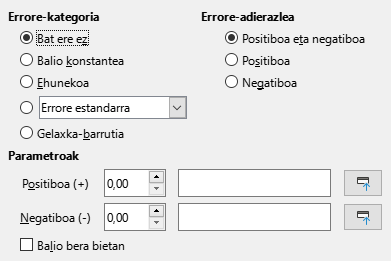 Errore-kategoria
Bat ere ez
Balio konstantea
Ehunekoa
Errore estandarra
Gelaxka-barrutia
Errore-adierazlea
Positiboa eta negatiboa
Positiboa
Negatiboa
Parametroak
Positiboa (+) 0,00
Negatiboa (-) 0,00
Balio bera bietan